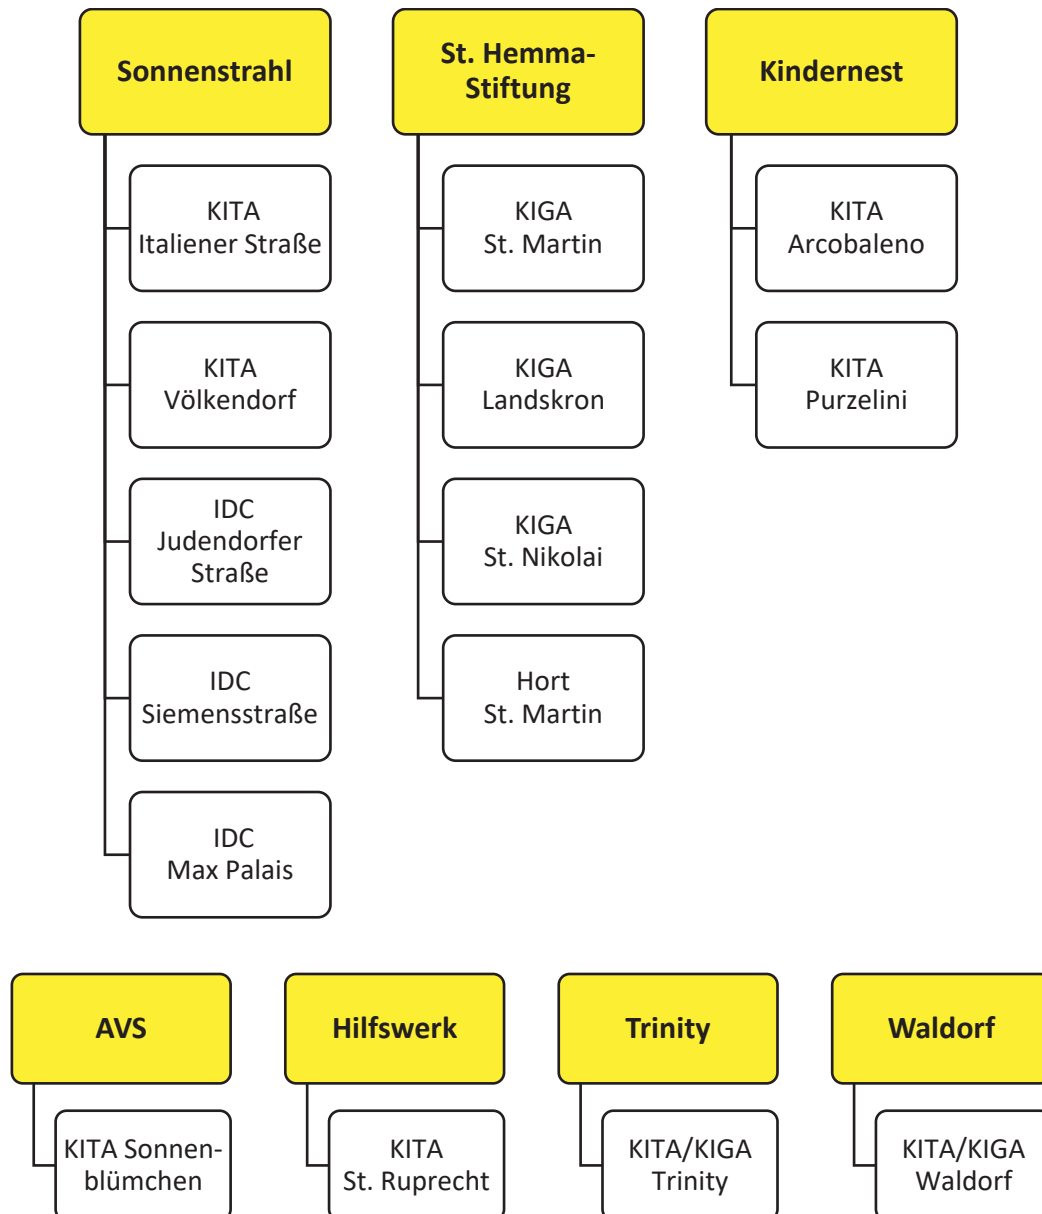 Sonnenstrahl
KITA
Italiener Straße
KITA
Völkendorf
IDC
Judendorfer
Straße
IDC
Siemensstraße
IDC
Max Palais
St. Hemma-
Stiftung
KIGA
St. Martin
KIGA
Landskron
KIGA
St. Nikolai
Hort
St. Martin
Kindernest
KITA
Arcobaleno
KITA
Purzelini
AVS
KITA Sonnen-
blümchen
Hilfswerk
KITA
St. Ruprecht
Trinity
KITA/KIGA
Trinity
Waldorf
KITA/KIGA
Waldorf